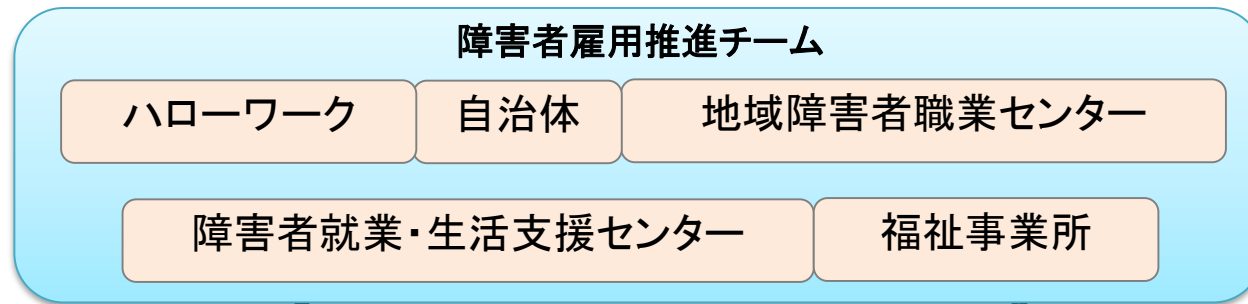 障害者雇用推進チーム
ハローワーク 自治体 地域障害者職業センター
障害者就業・生活支援センター 福祉事業所